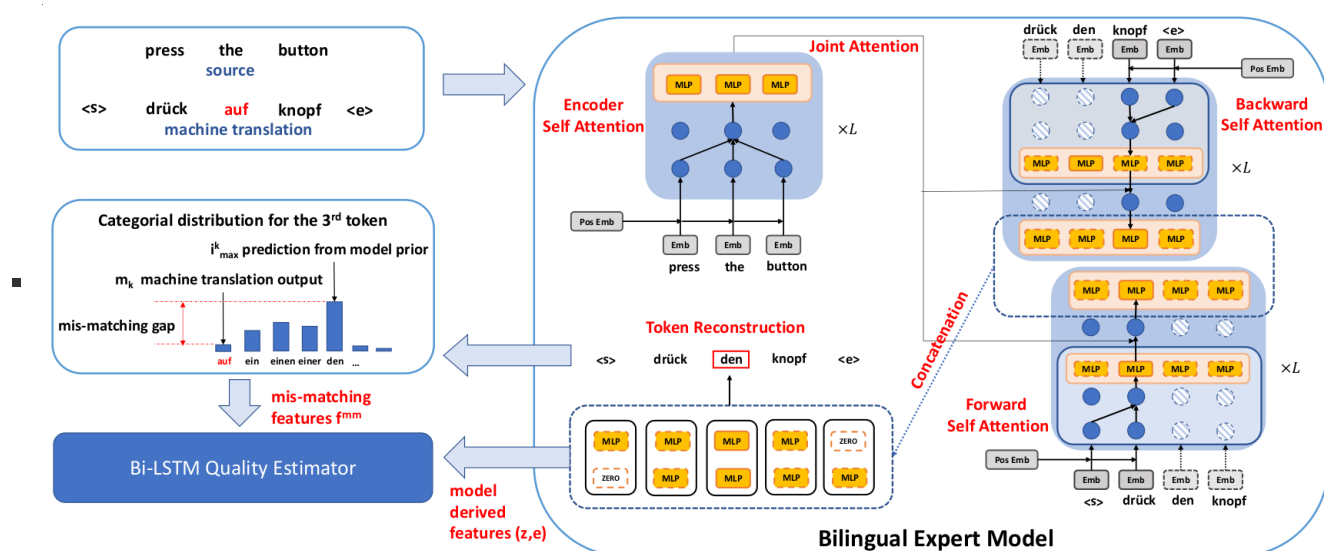 press the button
source
<s> drück auf knopf <e>
machine translation
Categorial distribution for the 3rd token
i^k_max prediction from model prior
m_k machine translation output
mis-matching gap
auf ein einen einer den ...
mis-matching
features f^mm
Bi-LSTM Quality Estimator
Joint Attention
MLP MLP MLP
Encoder
Self Attention
×L
Pos Emb
Emb Emb Emb
press the button
Token Reconstruction
<s> drück den knopf <e>
MLP MLP MLP MLP ZERO
ZERO MLP MLP MLP MLP
model
derived
features (z,e)
Concatenation
drück den knopf <e>
Emb Emb Emb Emb
Pos Emb
Backward
Self Attention
MLP MLP MLP MLP
×L
MLP MLP MLP MLP
MLP MLP MLP MLP
MLP MLP MLP MLP
×L
Forward
Self Attention
Pos Emb
Emb Emb Emb Emb
<s> drück den knopf
Bilingual Expert Model